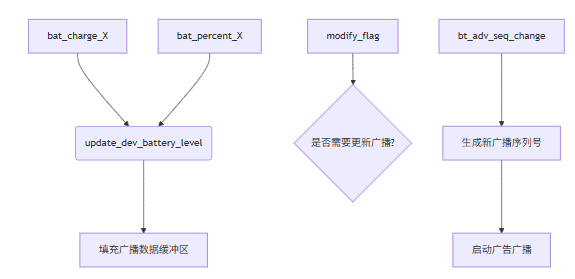 bat_charge_X
bat_percent_X
modify_flag
bt_adv_seq_change
update_dev_battery_level
是否需要更新广播?
生成新广播序列号
填充广播数据缓冲区
启动广告广播